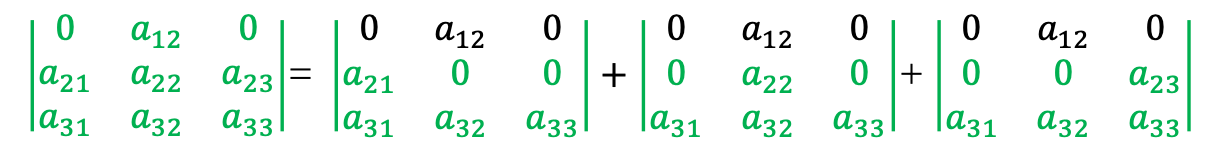 |0 a₁₂ 0| |0 a₁₂ 0| |0 a₁₂ 0| |0 a₁₂ 0|
|a₂₁ a₂₂ a₂₃| = |a₂₁ 0 0| + |0 a₂₂ 0| + |0 0 a₂₃|
|a₃₁ a₃₂ a₃₃| |a₃₁ a₃₂ a₃₃| |a₃₁ a₃₂ a₃₃| |a₃₁ a₃₂ a₃₃|